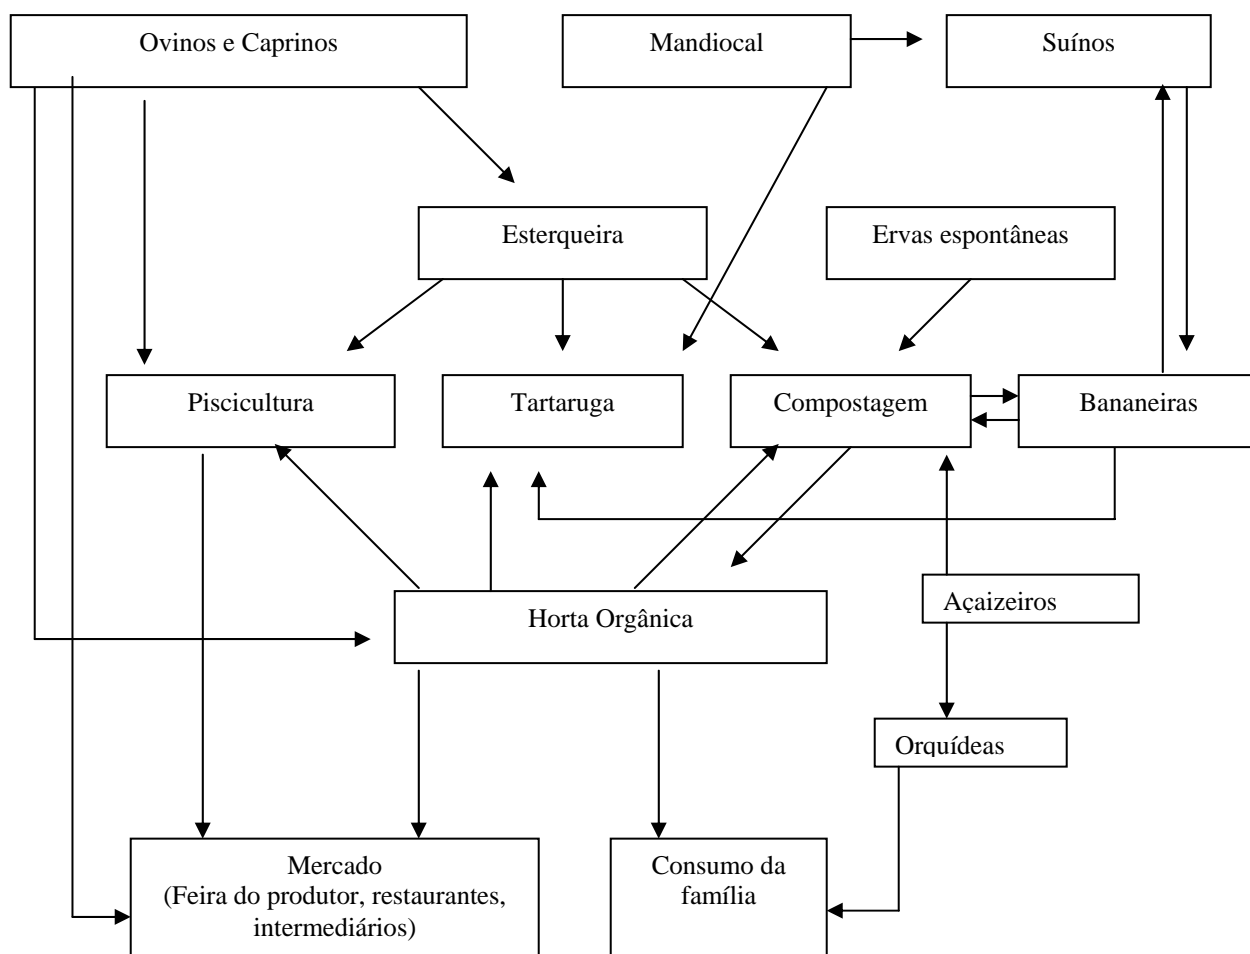 Ovinos e Caprinos
Mandiocal
Suínos
Esterqueira
Ervas espontâneas
Piscicultura
Tartaruga
Compostagem
Bananeiras
Açaizeiros
Horta Orgânica
Orquídeas
Mercado
(Feira do produtor, restaurantes,
intermediários)
Consumo da
família